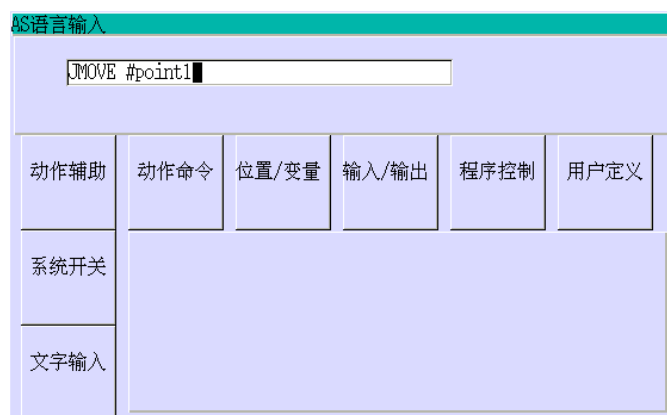 AS语言输入
JMOVE #point1
动作辅助 动作命令 位置/变量 输入/输出 程序控制 用户定义
系统开关
文字输入